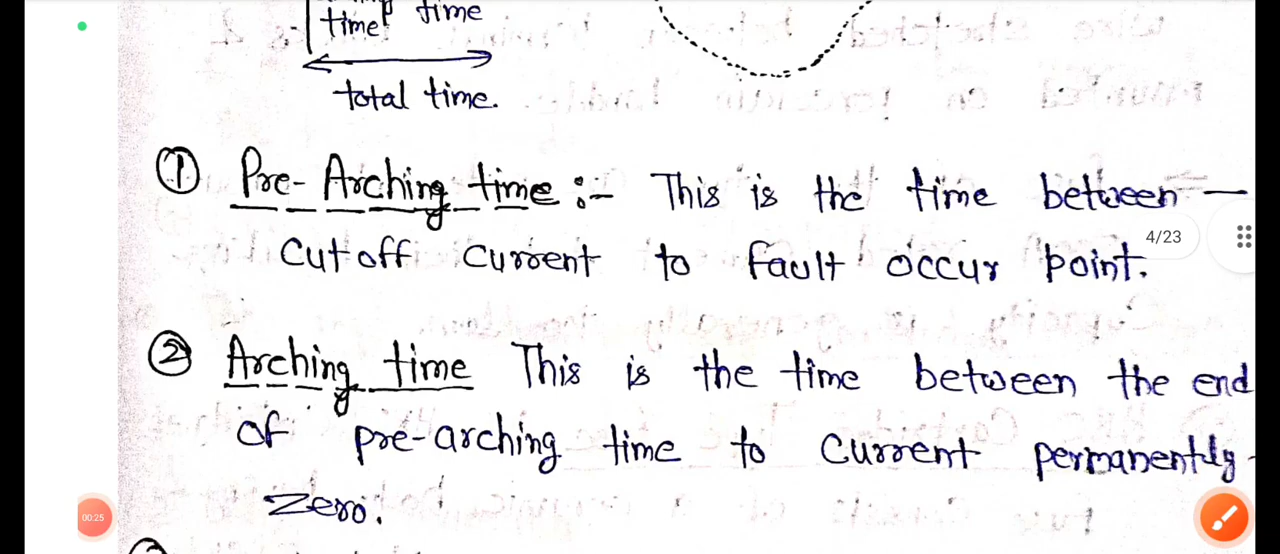 time time
total time.
① Pre-Arching time :- This is the time between —
cutoff current to fault occur point.
4/23
② Arching time This is the time between the end
of pre-arching time to current permanently -
zero.
00:25